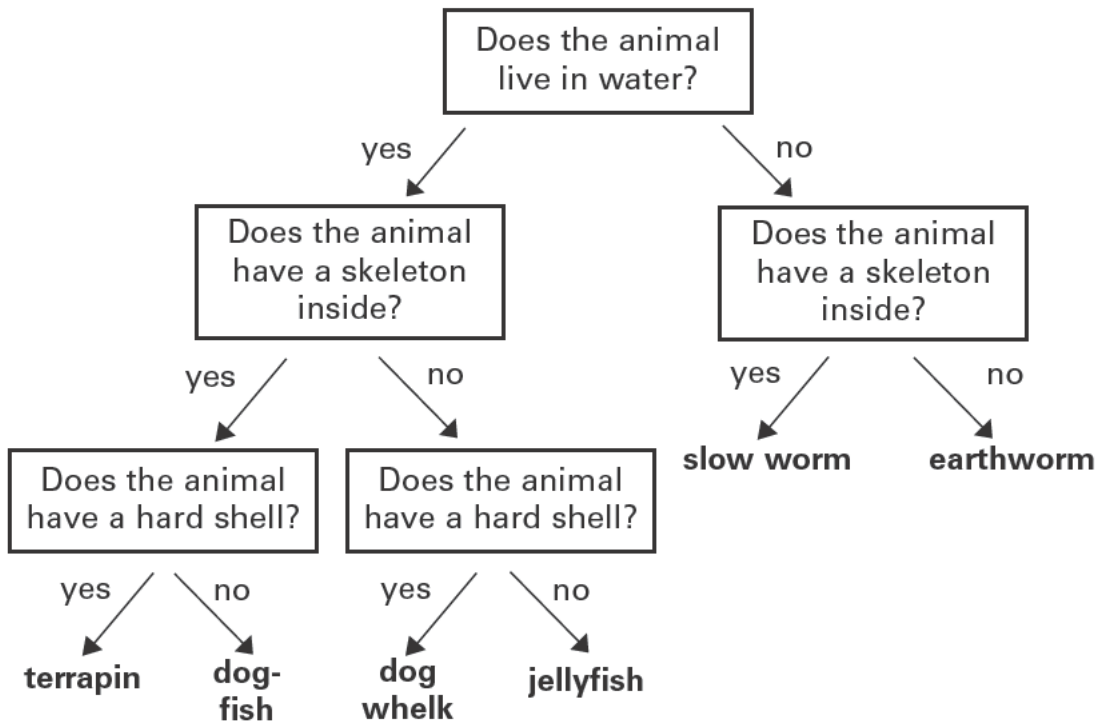 Does the animal
live in water?
yes
no
Does the animal
have a skeleton
inside?
Does the animal
have a skeleton
inside?
yes
no
yes
no
Does the animal
have a hard shell?
Does the animal
have a hard shell?
slow worm
earthworm
yes
no
yes
no
terrapin
dog-
fish
dog
whelk
jellyfish